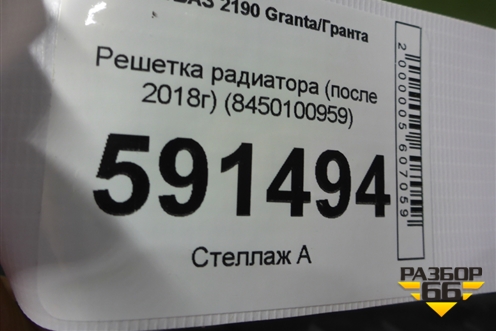 2190 Granta/Гранта
Решетка радиатора (после
2018г) (8450100959)
591494
Стеллаж А
2000005607059
РАЗБОР
66